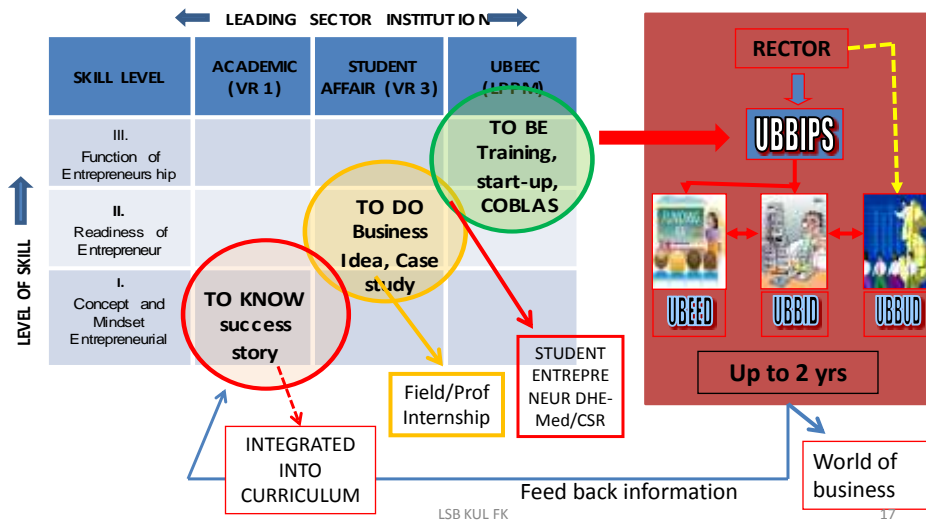 LEADING SECTOR INSTITUTION
SKILL LEVEL
ACADEMIC
(VR 1)
STUDENT
AFFAIR (VR 3)
UBEEC
(LPPM)
III.
Function of
Entrepreneurs hip
II.
Readiness of
Entrepreneur
I.
Concept and
Mindset
Entrepreneurial
LEVEL OF SKILL
TO KNOW
success
story
TO DO
Business
Idea, Case
study
TO BE
Training,
start-up,
COBLAS
INTEGRATED
INTO
CURRICULUM
Field/Prof
Internship
STUDENT
ENTREPRE
NEUR DHE-
Med/CSR
RECTOR
UBBIPS
UBEED
UBBID
UBBUD
Up to 2 yrs
World of
business
Feed back information
LSB KUL FK
17